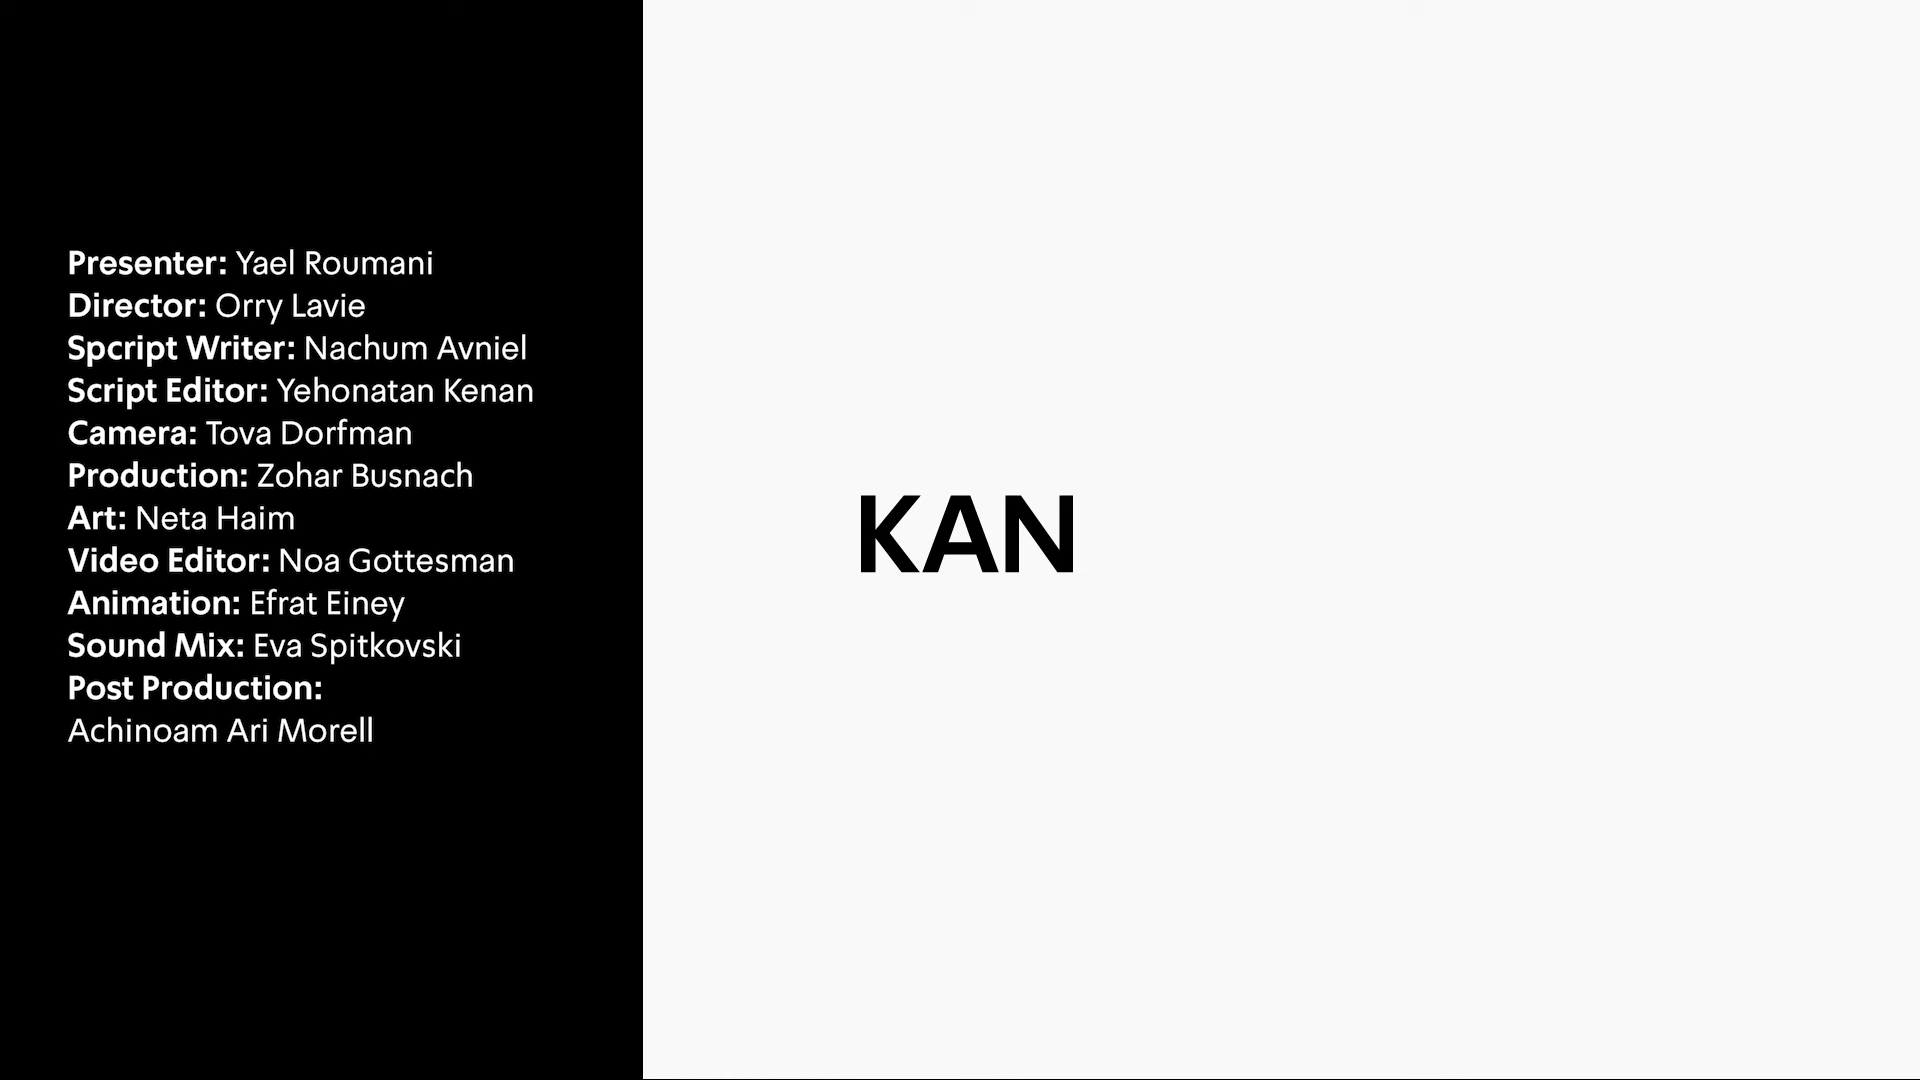 Presenter: Yael Roumani
Director: Orry Lavie
Spcript Writer: Nachum Avniel
Script Editor: Yehonatan Kenan
Camera: Tova Dorfman
Production: Zohar Busnach
Art: Neta Haim
Video Editor: Noa Gottesman
Animation: Efrat Einey
Sound Mix: Eva Spitkovski
Post Production:
Achinoam Ari Morell
KAN